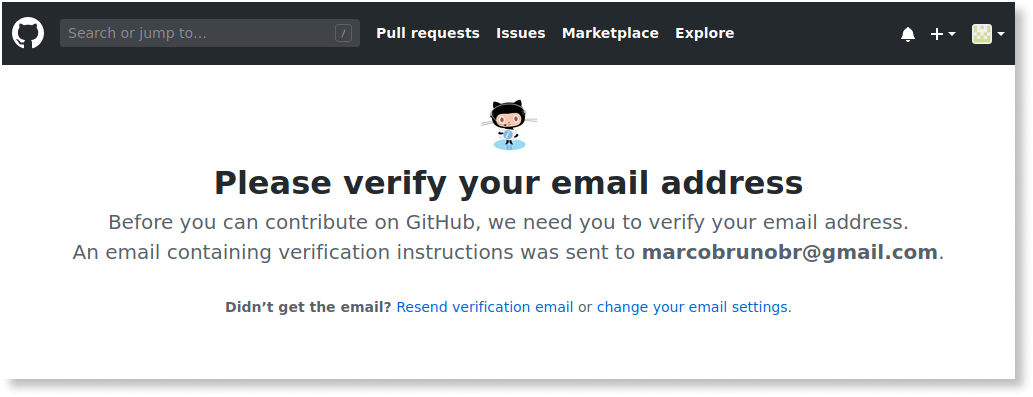 Search or jump to… /
Pull requests Issues Marketplace Explore
Please verify your email address
Before you can contribute on GitHub, we need you to verify your email address.
An email containing verification instructions was sent to marcobrunobr@gmail.com.
Didn’t get the email? Resend verification email or change your email settings.